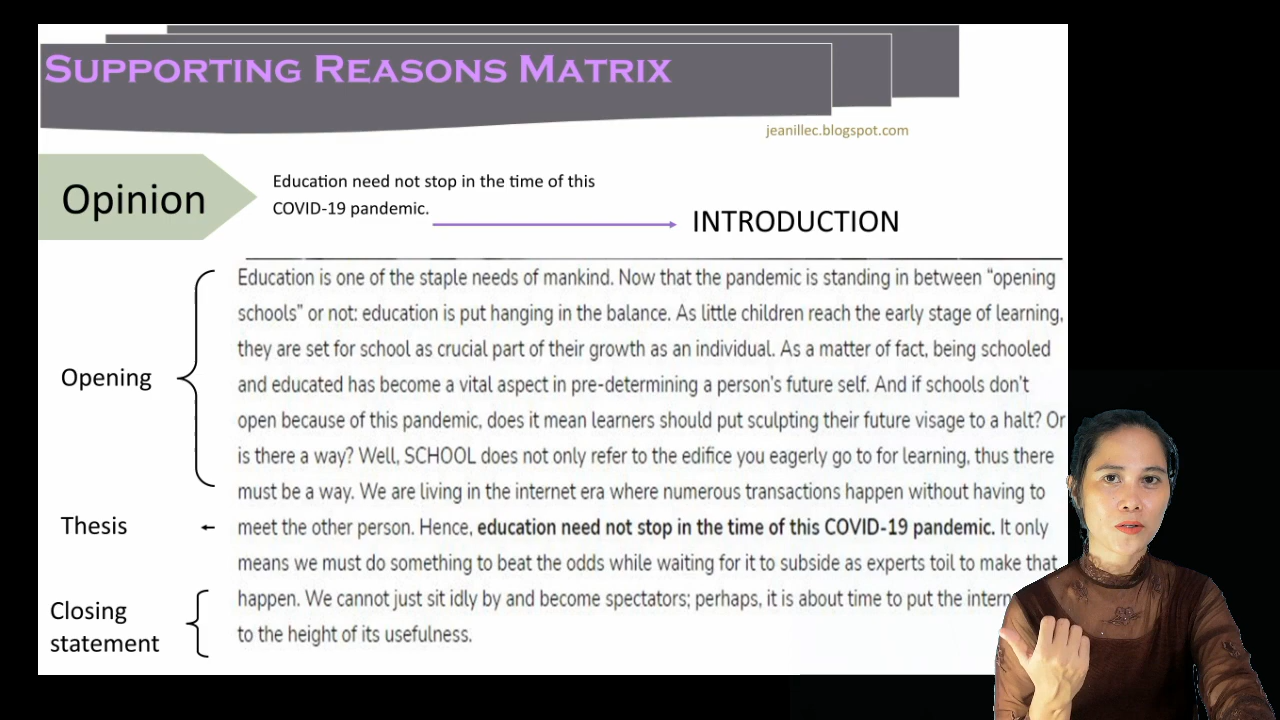 SUPPORTING REASONS MATRIX
jeanillec.blogspot.com
Opinion
Education need not stop in the time of this
COVID-19 pandemic.
INTRODUCTION
Education is one of the staple needs of mankind. Now that the pandemic is standing in between “opening
schools” or not: education is put hanging in the balance. As little children reach the early stage of learning,
they are set for school as crucial part of their growth as an individual. As a matter of fact, being schooled
and educated has become a vital aspect in pre-determining a person’s future self. And if schools don’t
open because of this pandemic, does it mean learners should put sculpting their future visage to a halt? Or
is there a way? Well, SCHOOL does not only refer to the edifice you eagerly go to for learning, thus there
must be a way. We are living in the internet era where numerous transactions happen without having to
meet the other person. Hence, education need not stop in the time of this COVID-19 pandemic. It only
means we must do something to beat the odds while waiting for it to subside as experts toil to make that
happen. We cannot just sit idly by and become spectators; perhaps, it is about time to put the
to the height of its usefulness.
Opening
Thesis
Closing
statement